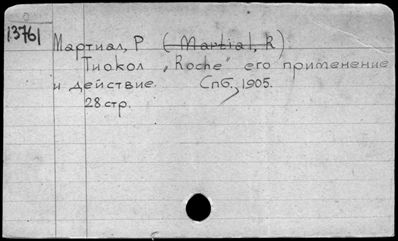 13761
Мартиал, Р (Martial, R)
Тиокол „Roche" его применение
и действие. Спб, 1905.
28 стр.